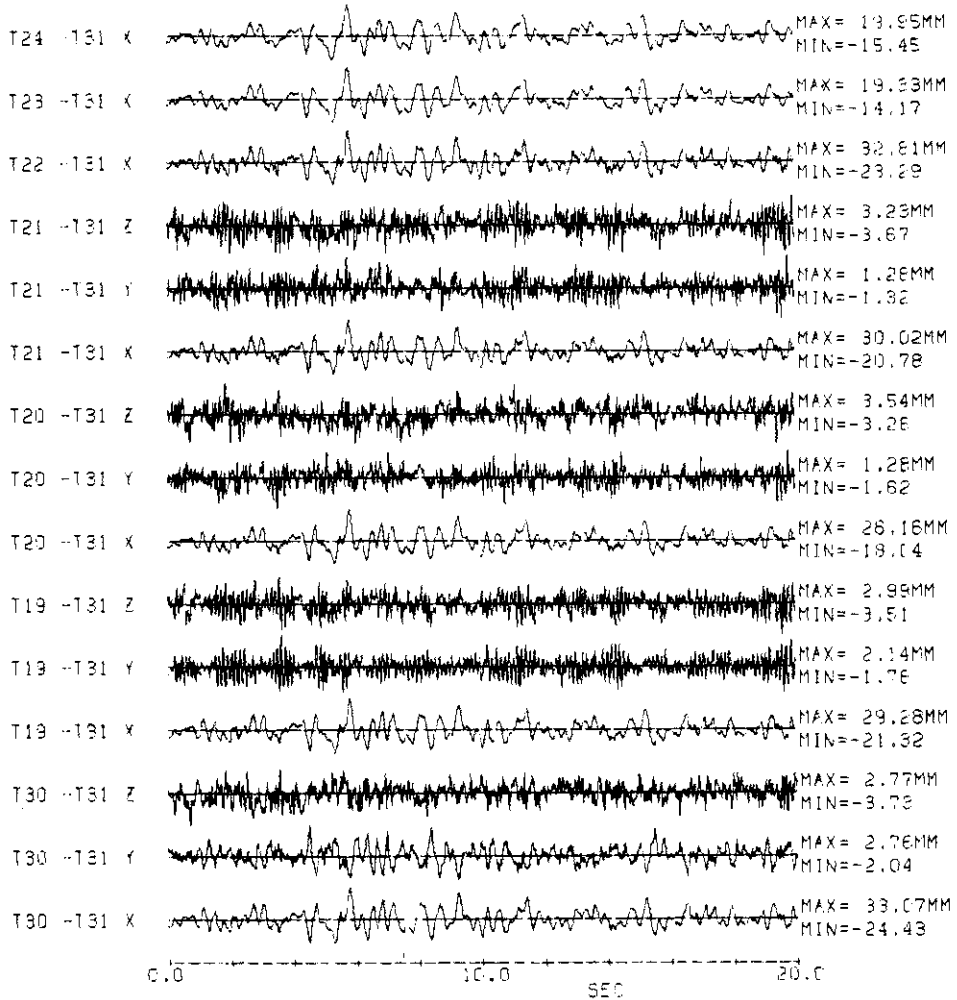 T24 -T31 X
MAX= 19.95MM
MIN=-15.45
T23 -T31 X
MAX= 19.33MM
MIN=-14.17
T22 -T31 X
MAX= 32.81MM
MIN=-23.29
T21 -T31 Z
MAX= 3.23MM
MIN=-3.67
T21 -T31 Y
MAX= 1.28MM
MIN=-1.32
T21 -T31 X
MAX= 30.02MM
MIN=-20.78
T20 -T31 Z
MAX= 3.54MM
MIN=-3.28
T20 -T31 Y
MAX= 1.28MM
MIN=-1.62
T20 -T31 X
MAX= 26.16MM
MIN=-18.04
T19 -T31 Z
MAX= 2.99MM
MIN=-3.51
T19 -T31 Y
MAX= 2.14MM
MIN=-1.78
T19 -T31 X
MAX= 29.28MM
MIN=-21.32
T30 -T31 Z
MAX= 2.77MM
T30 -T31 Y
MAX= 2.76MM
MIN=-2.04
T30 -T31 X
MAX= 33.07MM
MIN=-24.43
0.0 10.0 20.0
SEC